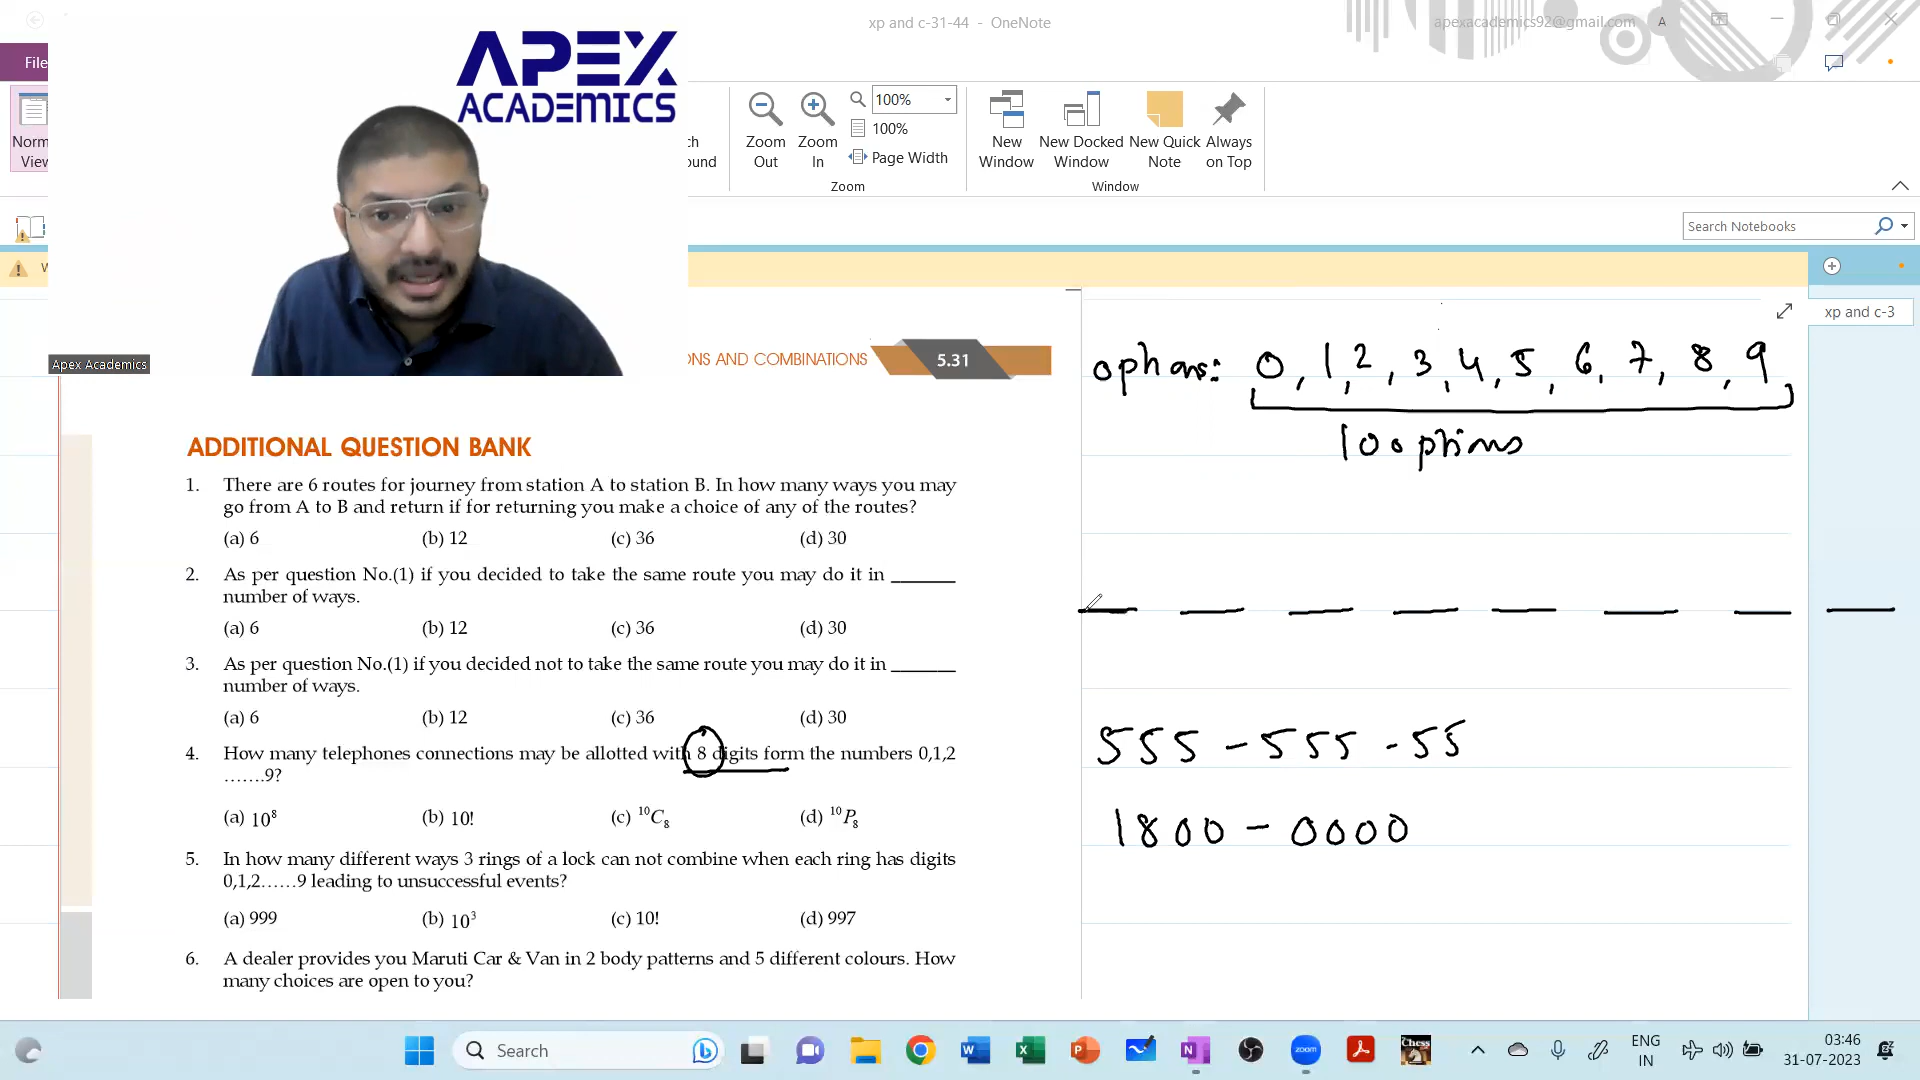 xp and c-31-44 - OneNote
apexacademics92@gmail.com A
File
APEX
ACADEMICS
Norm
View
ch
ound
Zoom Out
Zoom In
100%
100%
Page Width
Zoom
New Window
New Docked Window
New Quick Note
Always on Top
Window
Search Notebooks
W
xp and c-3
Apex Academics
ONS AND COMBINATIONS 5.31
options: 0, 1, 2, 3, 4, 5, 6, 7, 8, 9
10 options
ADDITIONAL QUESTION BANK
1. There are 6 routes for journey from station A to station B. In how many ways you may
go from A to B and return if for returning you make a choice of any of the routes?
(a) 6 (b) 12 (c) 36 (d) 30
2. As per question No.(1) if you decided to take the same route you may do it in _______
number of ways.
(a) 6 (b) 12 (c) 36 (d) 30
3. As per question No.(1) if you decided not to take the same route you may do it in _______
number of ways.
(a) 6 (b) 12 (c) 36 (d) 30
4. How many telephones connections may be allotted with 8 digits form the numbers 0,1,2
…….9?
(a) 10⁸ (b) 10! (c) ¹⁰C₈ (d) ¹⁰P₈
5. In how many different ways 3 rings of a lock can not combine when each ring has digits
0,1,2……9 leading to unsuccessful events?
(a) 999 (b) 10³ (c) 10! (d) 997
6. A dealer provides you Maruti Car & Van in 2 body patterns and 5 different colours. How
many choices are open to you?
555 - 555 - 55
1800 - 0000
Search
Chess
zoom
ENG
IN
03:46
31-07-2023